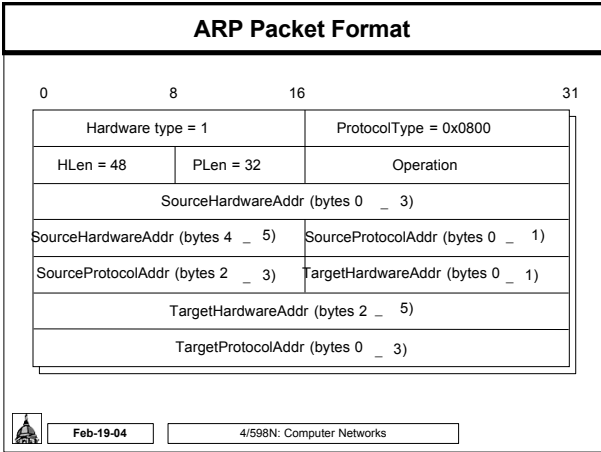 ARP Packet Format
0 8 16 31
Hardware type = 1 ProtocolType = 0x0800
HLen = 48 PLen = 32 Operation
SourceHardwareAddr (bytes 0 _ 3)
SourceHardwareAddr (bytes 4 _ 5) SourceProtocolAddr (bytes 0 _ 1)
SourceProtocolAddr (bytes 2 _ 3) TargetHardwareAddr (bytes 0 _ 1)
TargetHardwareAddr (bytes 2 _ 5)
TargetProtocolAddr (bytes 0 _ 3)
Feb-19-04 4/598N: Computer Networks